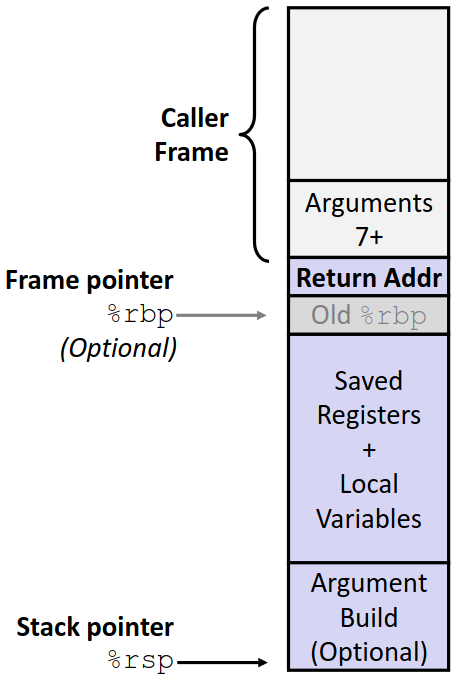 Caller
Frame
Arguments
7+
Return Addr
Frame pointer
%rbp
(Optional)
Old %rbp
Saved
Registers
+
Local
Variables
Argument
Build
(Optional)
Stack pointer
%rsp